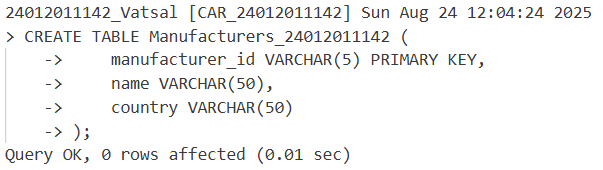 24012011142_Vatsal [CAR_24012011142] Sun Aug 24 12:04:24 2025
> CREATE TABLE Manufacturers_24012011142 (
    ->     manufacturer_id VARCHAR(5) PRIMARY KEY,
    ->     name VARCHAR(50),
    ->     country VARCHAR(50)
    -> );
Query OK, 0 rows affected (0.01 sec)